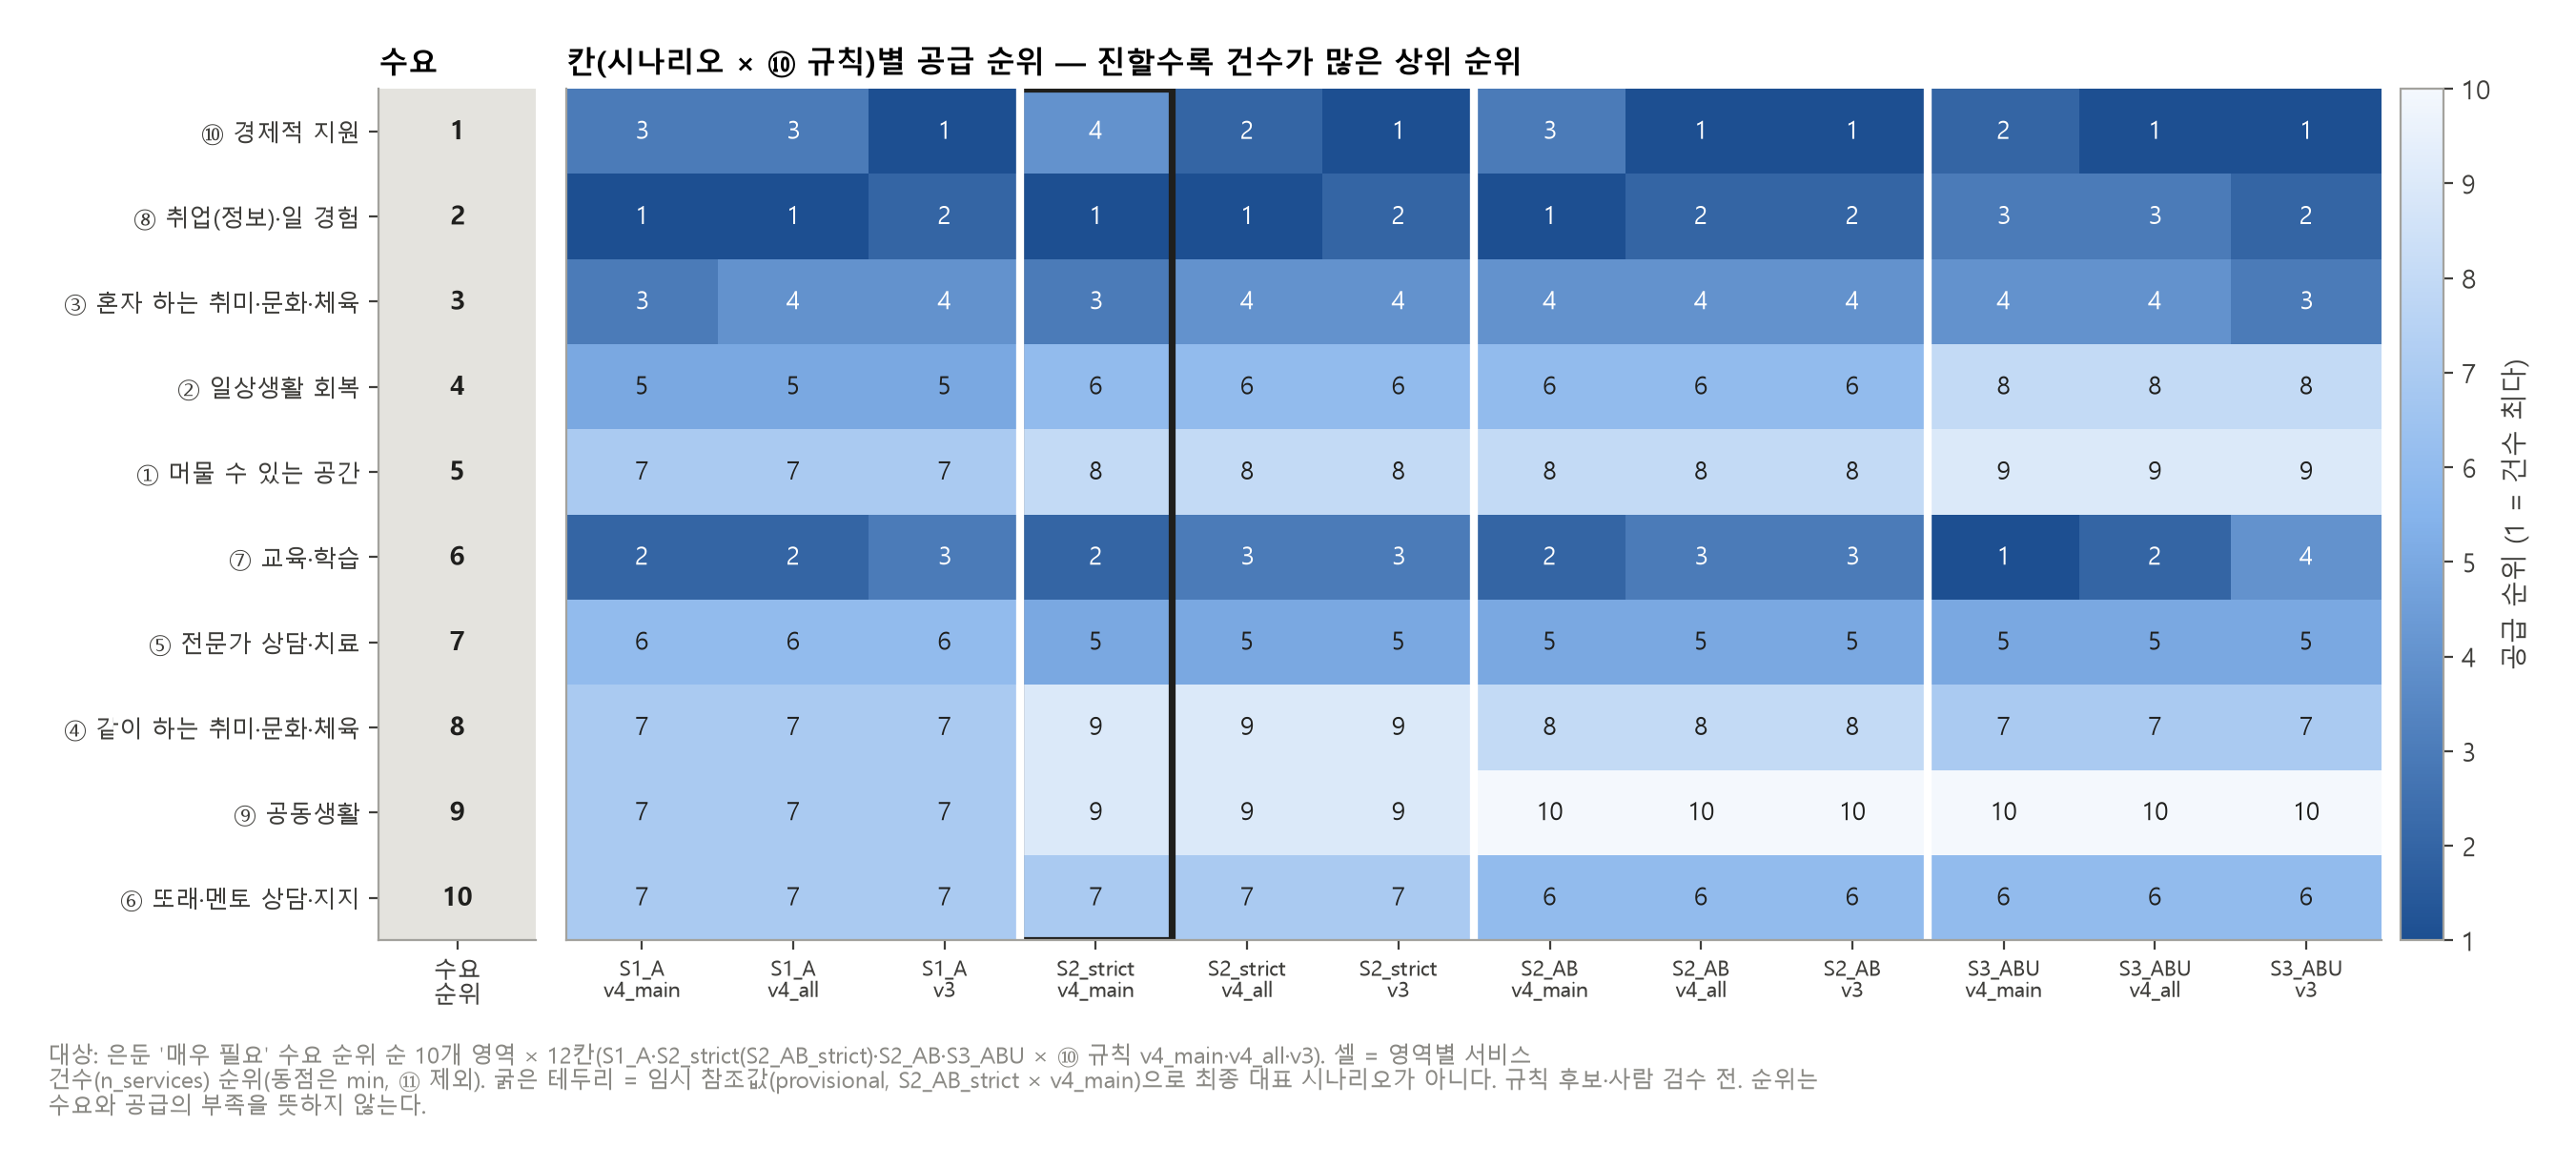 수요
칸(시나리오 × ⑩ 규칙)별 공급 순위 — 진할수록 건수가 많은 상위 순위
⑩ 경제적 지원 1 3 3 1 4 2 1 3 1 1 2 1 1
⑧ 취업(정보)·일 경험 2 1 1 2 1 1 2 1 2 2 3 3 2
③ 혼자 하는 취미·문화·체육 3 3 4 4 3 4 4 4 4 4 4 4 3
② 일상생활 회복 4 5 5 5 6 6 6 6 6 6 8 8 8
① 머물 수 있는 공간 5 7 7 7 8 8 8 8 8 8 9 9 9
⑦ 교육·학습 6 2 2 3 2 3 3 2 3 3 1 2 4
⑤ 전문가 상담·치료 7 6 6 6 5 5 5 5 5 5 5 5 5
④ 같이 하는 취미·문화·체육 8 7 7 7 9 9 9 8 8 8 7 7 7
⑨ 공동생활 9 7 7 7 9 9 9 10 10 10 10 10 10
⑥ 또래·멘토 상담·지지 10 7 7 7 7 7 7 6 6 6 6 6 6
수요
순위
S1_A
v4_main
S1_A
v4_all
S1_A
v3
S2_strict
v4_main
S2_strict
v4_all
S2_strict
v3
S2_AB
v4_main
S2_AB
v4_all
S2_AB
v3
S3_ABU
v4_main
S3_ABU
v4_all
S3_ABU
v3
10
9
8
7
6
5
4
3
2
1
공급 순위 (1 = 건수 최다)
대상: 은둔 '매우 필요' 수요 순위 순 10개 영역 × 12칸(S1_A·S2_strict(S2_AB_strict)·S2_AB·S3_ABU × ⑩ 규칙 v4_main·v4_all·v3). 셀 = 영역별 서비스
건수(n_services) 순위(동점은 min, ⑪ 제외). 굵은 테두리 = 임시 참조값(provisional, S2_AB_strict × v4_main)으로 최종 대표 시나리오가 아니다. 규칙 후보·사람 검수 전. 순위는
수요와 공급의 부족을 뜻하지 않는다.